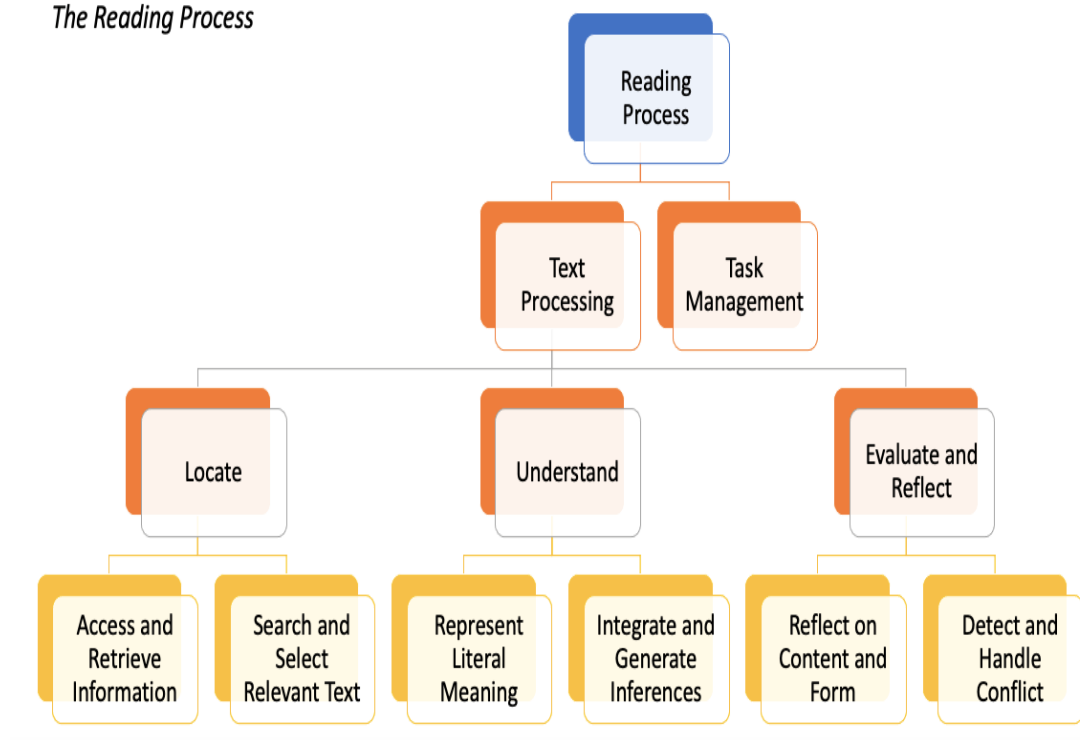 The Reading Process
Reading
Process
Text
Processing
Task
Management
Locate
Understand
Evaluate and
Reflect
Access and
Retrieve
Information
Search and
Select
Relevant Text
Represent
Literal
Meaning
Integrate and
Generate
Inferences
Reflect on
Content and
Form
Detect and
Handle
Conflict